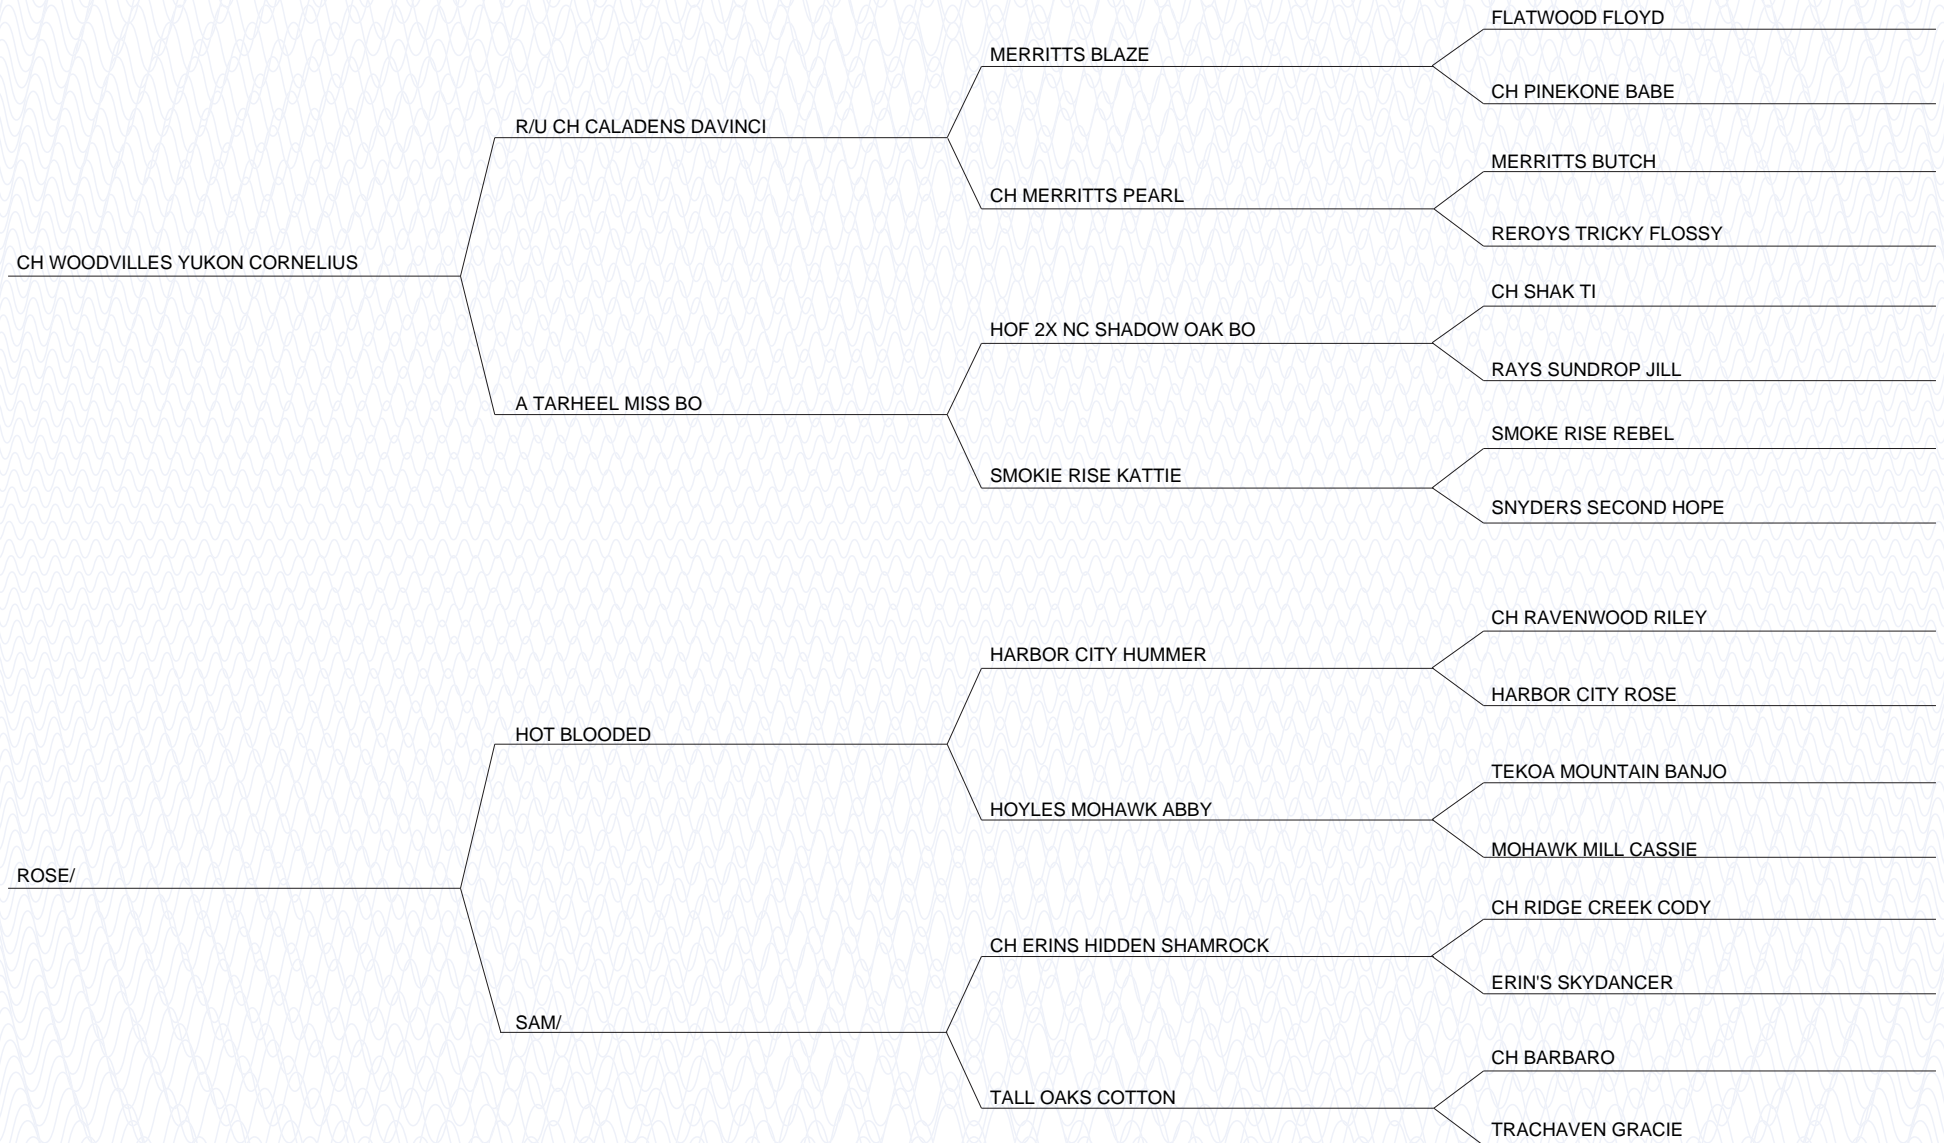 FLATWOOD FLOYD
MERRITTS BLAZE
CH PINEKONE BABE
R/U CH CALADENS DAVINCI
MERRITTS BUTCH
CH MERRITTS PEARL
REROYS TRICKY FLOSSY
CH WOODVILLES YUKON CORNELIUS
CH SHAK TI
HOF 2X NC SHADOW OAK BO
RAYS SUNDROP JILL
A TARHEEL MISS BO
SMOKE RISE REBEL
SMOKIE RISE KATTIE
SNYDERS SECOND HOPE
CH RAVENWOOD RILEY
HARBOR CITY HUMMER
HARBOR CITY ROSE
HOT BLOODED
TEKOA MOUNTAIN BANJO
HOYLES MOHAWK ABBY
MOHAWK MILL CASSIE
ROSE/
CH RIDGE CREEK CODY
CH ERINS HIDDEN SHAMROCK
ERIN'S SKYDANCER
SAM/
CH BARBARO
TALL OAKS COTTON
TRACHAVEN GRACIE